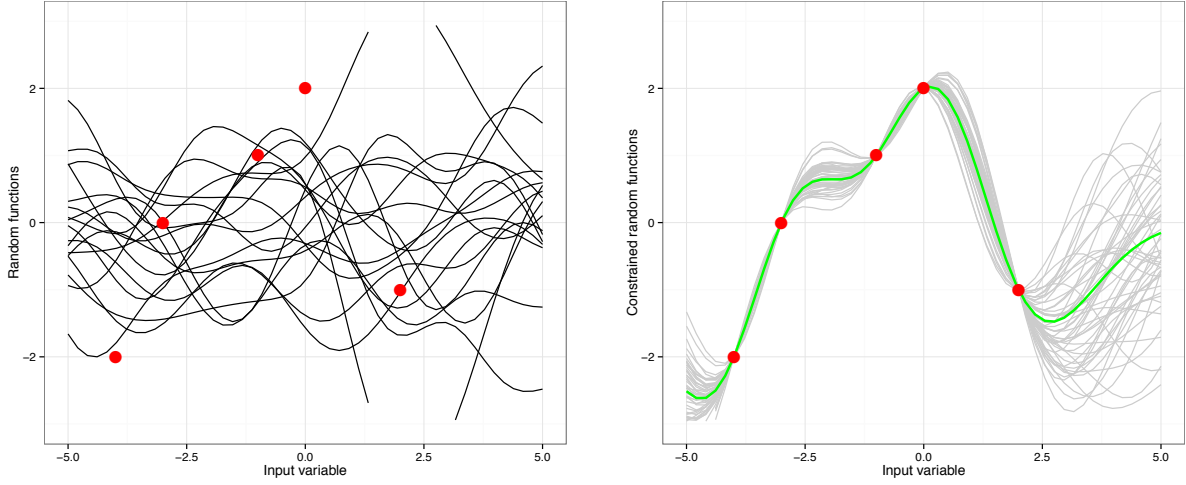 Random functions
2
0
−2
−5.0 −2.5 0.0 2.5 5.0
Input variable
Constrained random functions
2
0
−2
−5.0 −2.5 0.0 2.5 5.0
Input variable